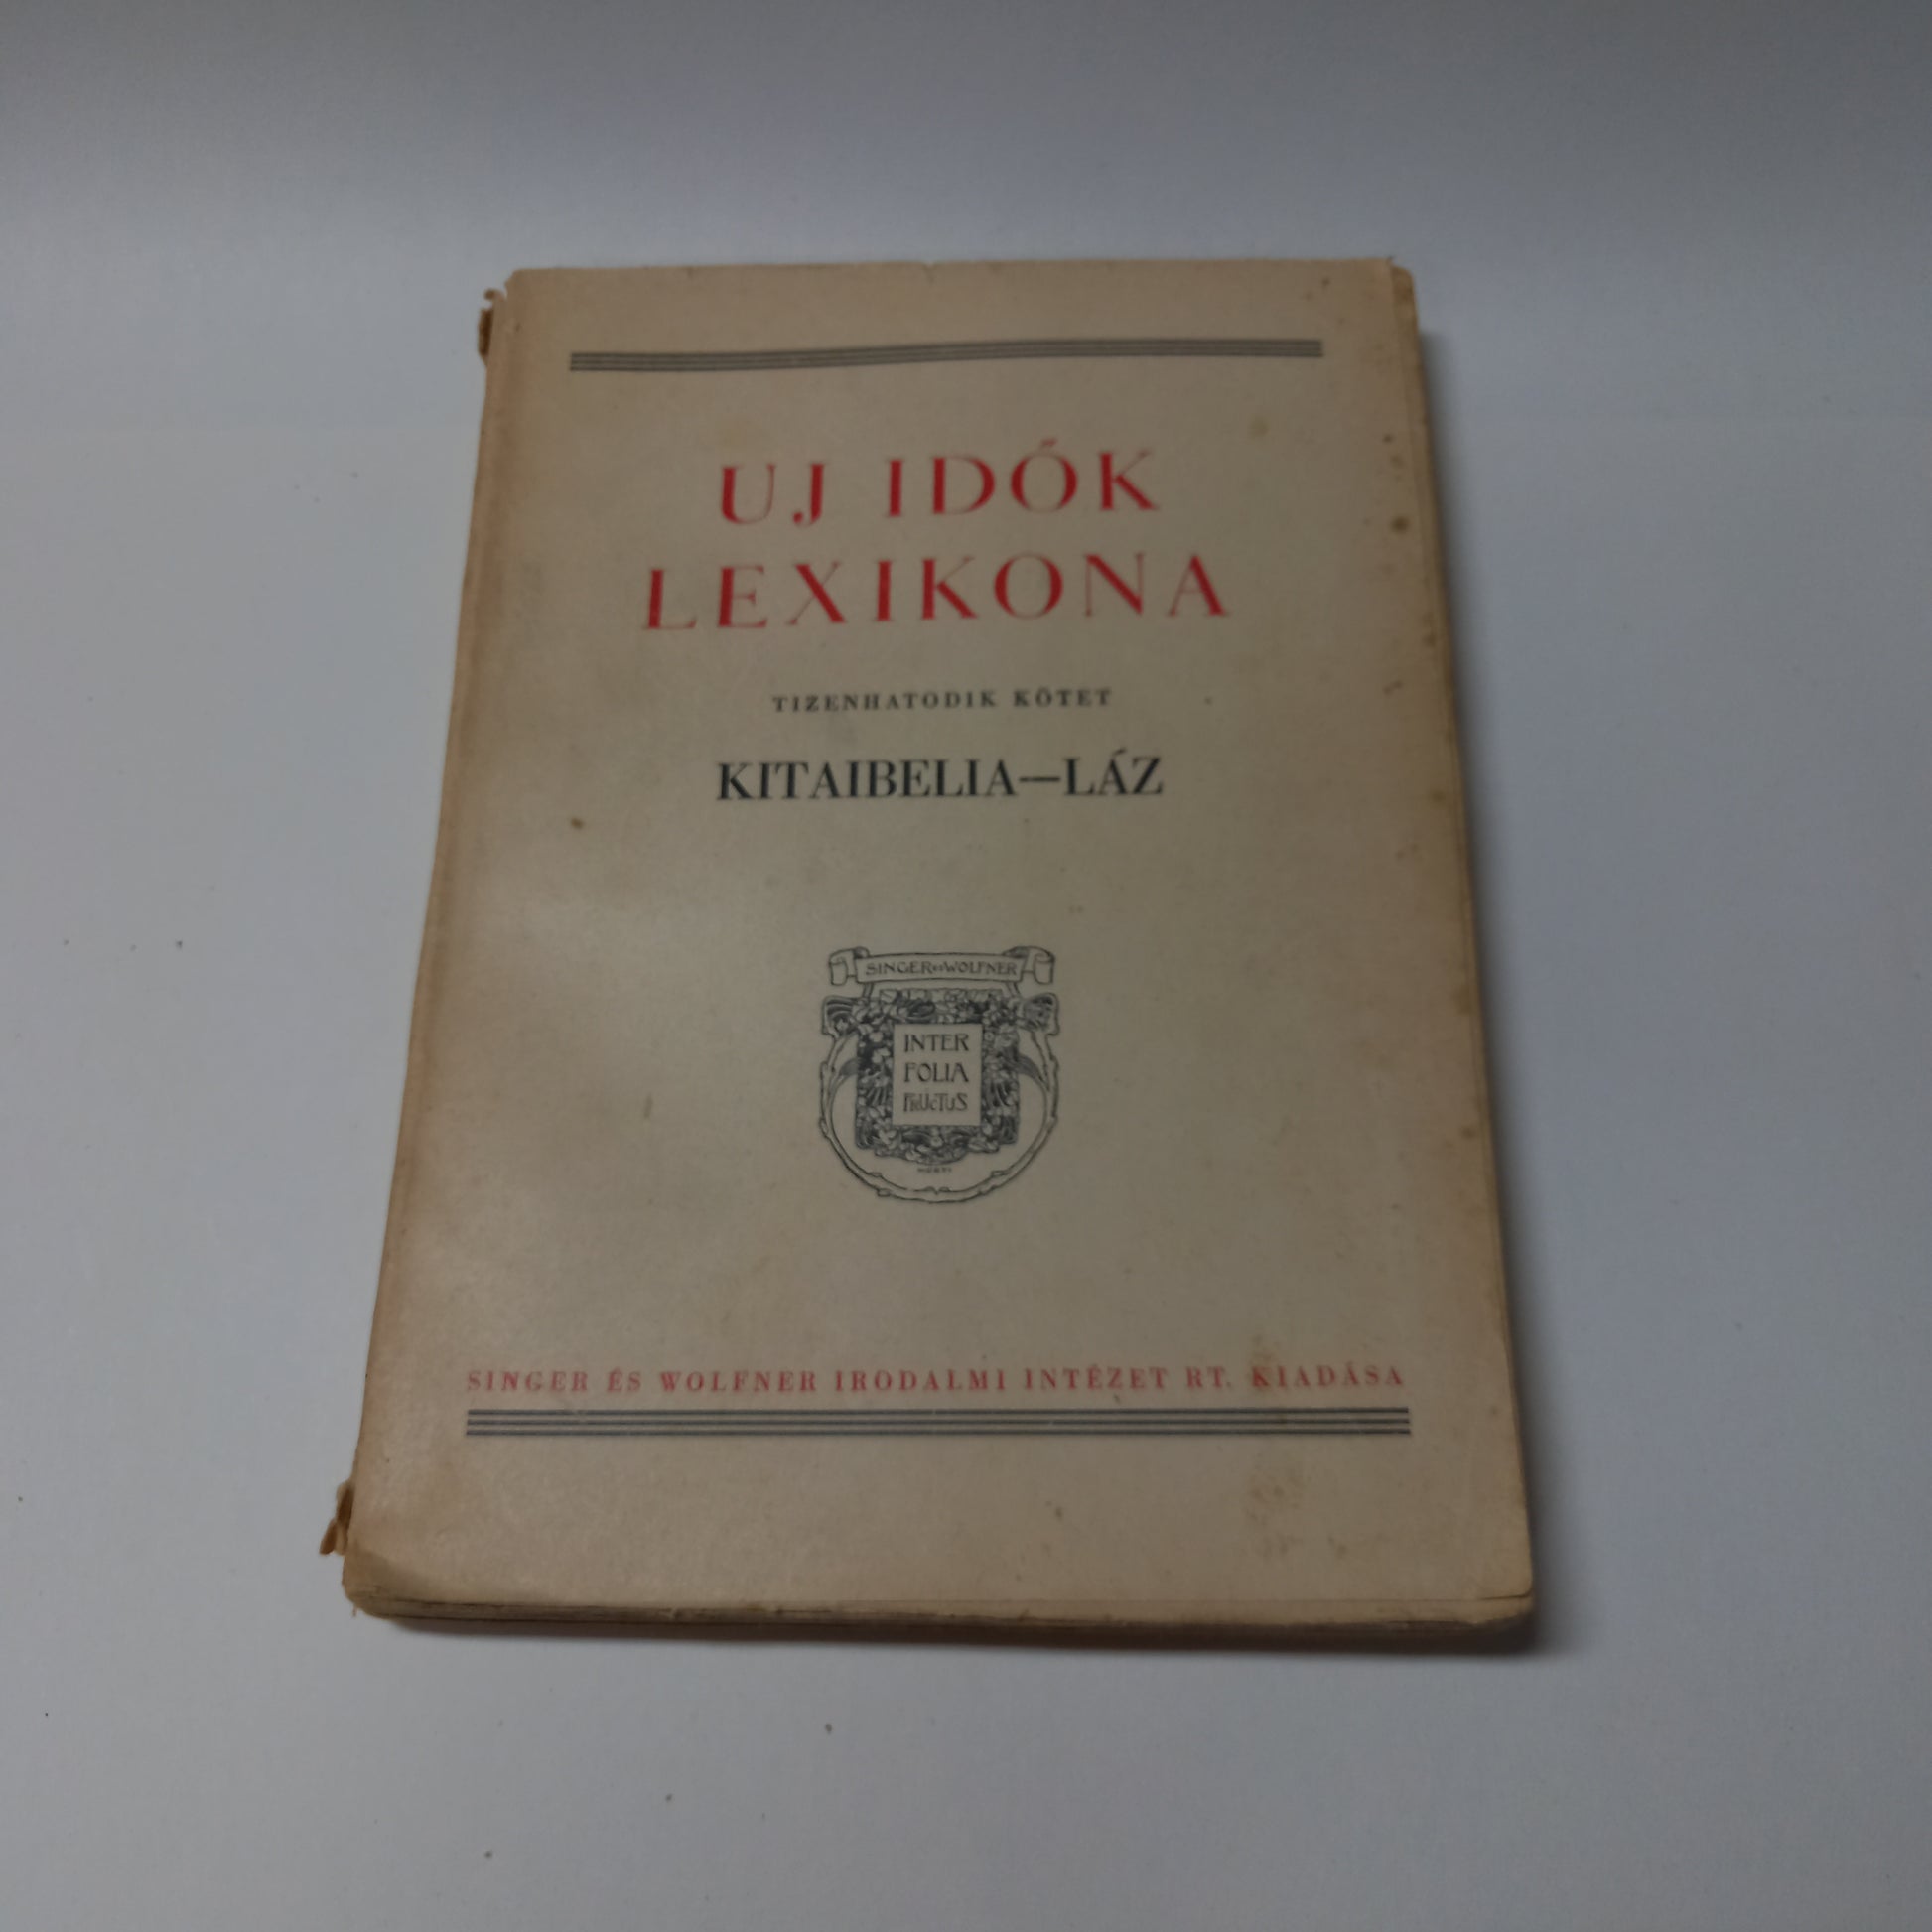 UJ IDŐK
LEXIKONA
TIZENHATODIK KÖTET
KITAIBELIA—LÁZ
SINGER ÉS WOLFNER
INTER
FOLIA
FRUCTUS
SINGER ÉS WOLFNER IRODALMI INTÉZET RT. KIADÁSA